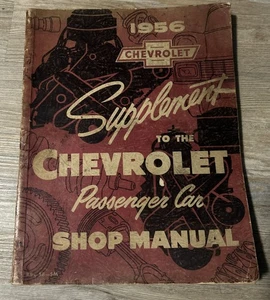 1956
CHEVROLET
Supplement
TO THE
CHEVROLET
Passenger Car
SHOP MANUAL